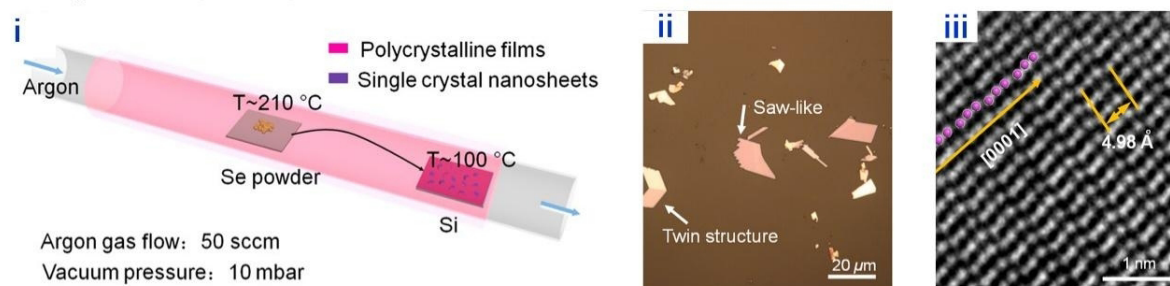 i
Polycrystalline films
Single crystal nanosheets
Argon
T~210 °C
Se powder
T~100 °C
Si
Argon gas flow: 50 sccm
Vacuum pressure: 10 mbar
ii
Saw-like
Twin structure
20 µm
iii
[0001]
4.98 Å
1 nm